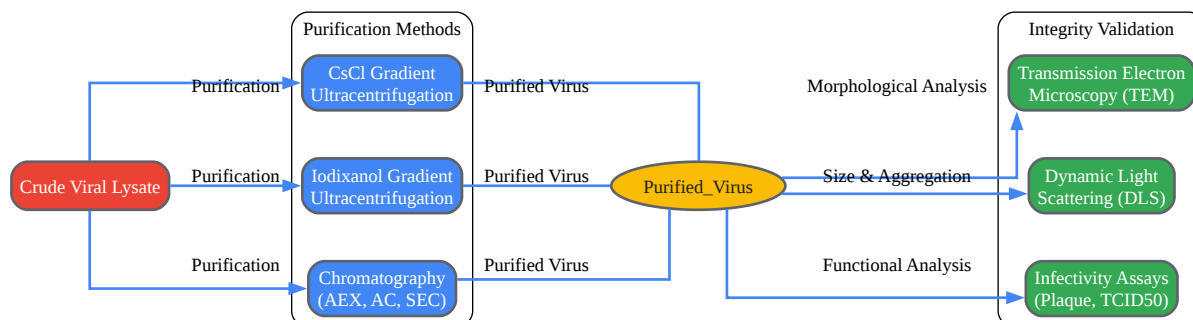 Purification Methods
Integrity Validation
CsCl Gradient
Ultracentrifugation
Purification
Purified Virus
Morphological Analysis
Transmission Electron
Microscopy (TEM)
Crude Viral Lysate
Purification
Iodixanol Gradient
Ultracentrifugation
Purified Virus
Purified_Virus
Size & Aggregation
Dynamic Light
Scattering (DLS)
Purification
Chromatography
(AEX, AC, SEC)
Purified Virus
Functional Analysis
Infectivity Assays
(Plaque, TCID50)